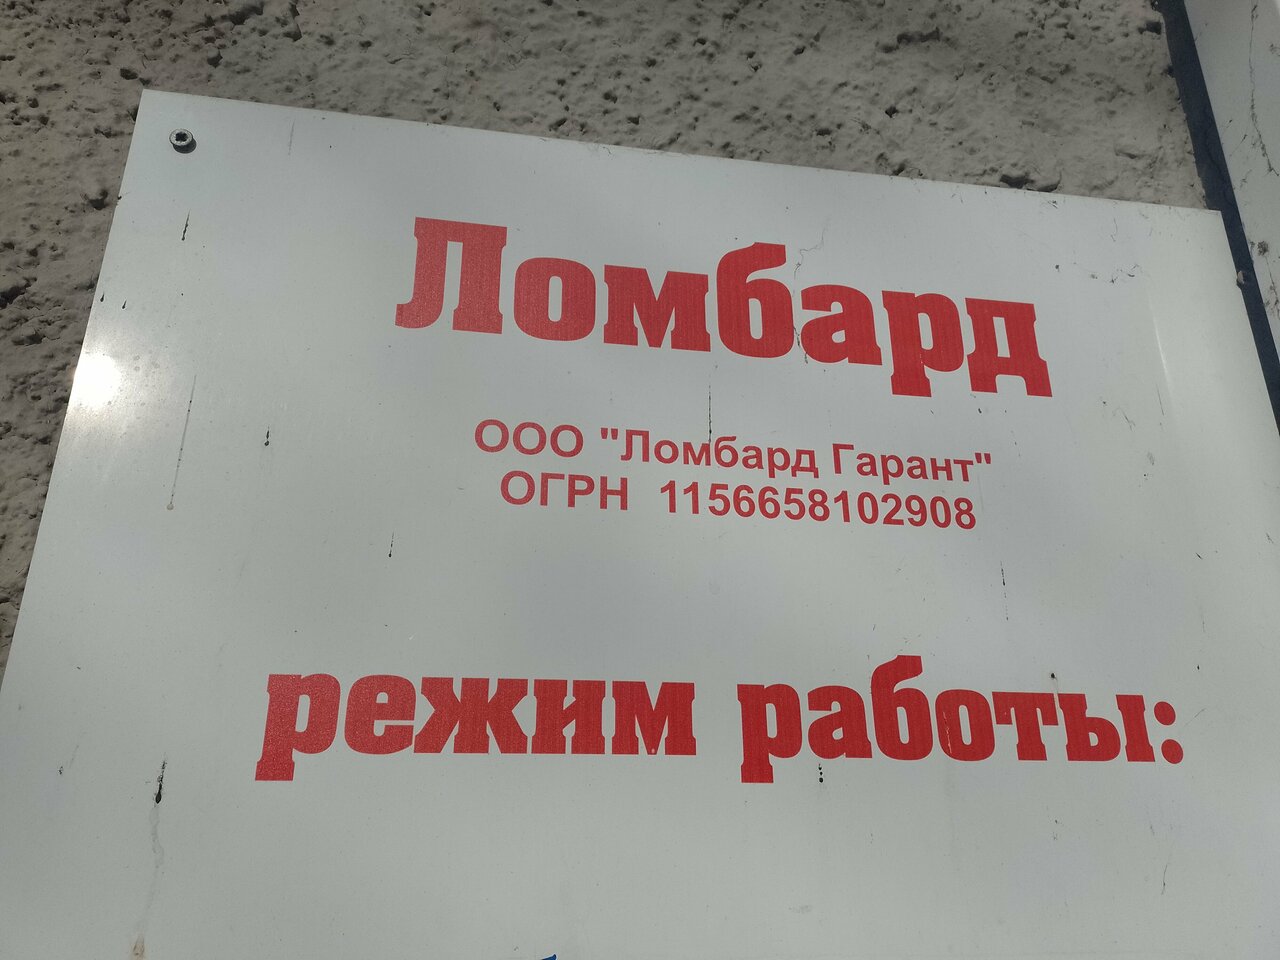 Ломбард
ООО "Ломбард Гарант"
ОГРН 1156658102908
режим работы: